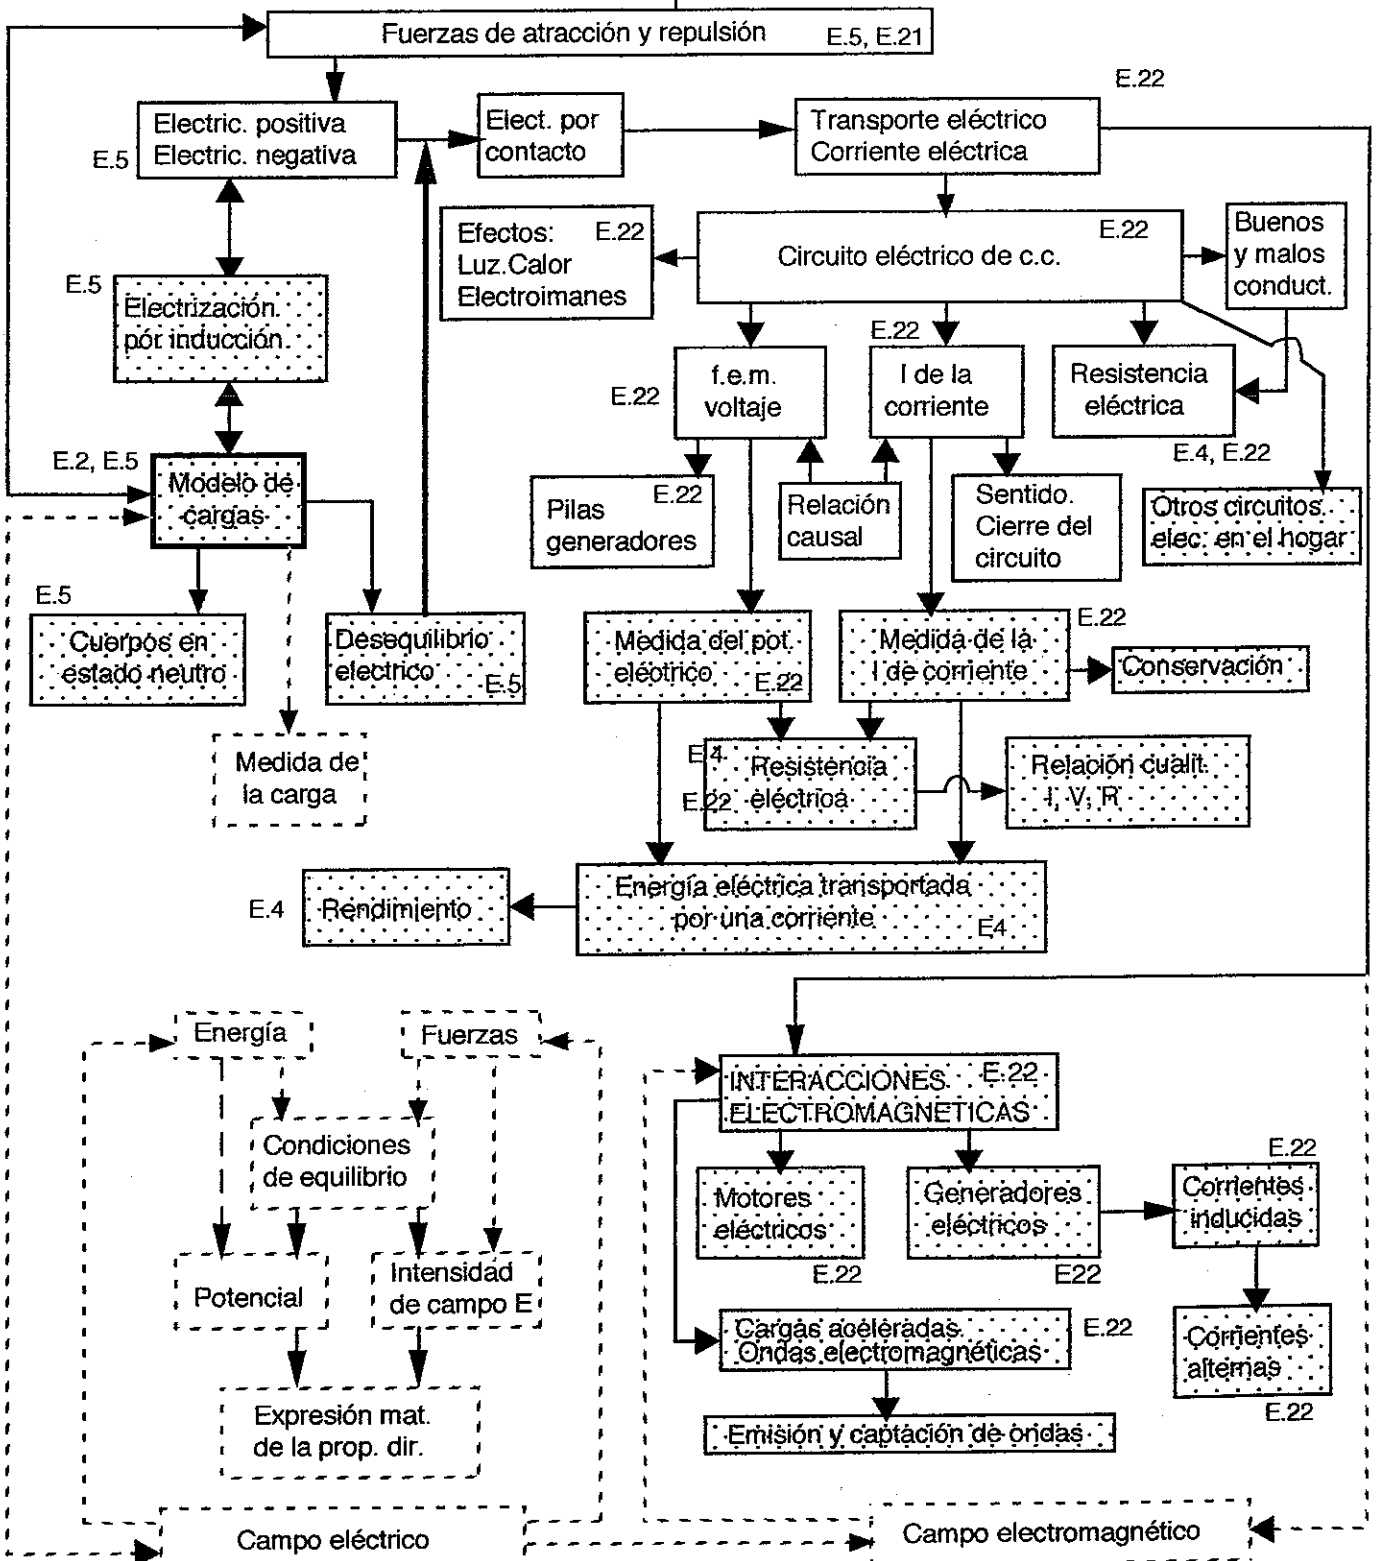 Fuerzas de atracción y repulsión E.5, E.21
E.22
Electric. positiva
Electric. negativa
E.5
Elect. por
contacto
Transporte eléctrico
Corriente eléctrica
Efectos: E.22
Luz.Calor
Electroimanes
E.22
Circuito eléctrico de c.c.
Buenos
y malos
conduct.
E.5
Electrización
por inducción
E.22
f.e.m.
voltaje
E.22
I de la
corriente
Resistencia
eléctrica
E.4, E.22
E.2, E.5
Modelo de
cargas
E.22
Pilas
generadores
Relación
causal
Sentido.
Cierre del
circuito
Otros circuitos
elec. en el hogar
E.5
Cuerpos en
estado neutro
Desequilibrio
electrico
E.5
Medida del pot.
eléctrico
E.22
E.22
Medida de la
I de corriente
Conservación
Medida de
la carga
E.4
E.22
Resistencia
eléctrica
Relación cualit.
I, V, R
E.4
Rendimiento
Energía eléctrica transportada
por una corriente
E4
Energía
Fuerzas
INTERACCIONES E.22
ELECTROMAGNETICAS
Condiciones
de equilibrio
Motores
eléctricos
E.22
Generadores
eléctricos
E22
E.22
Corrientes
inducidas
Potencial
Intensidad
de campo E
Cargas aceleradas
Ondas electromagnéticas
E.22
Corrientes
alternas
E.22
Expresión mat.
de la prop. dir.
Emisión y captación de ondas
Campo eléctrico
Campo electromagnético